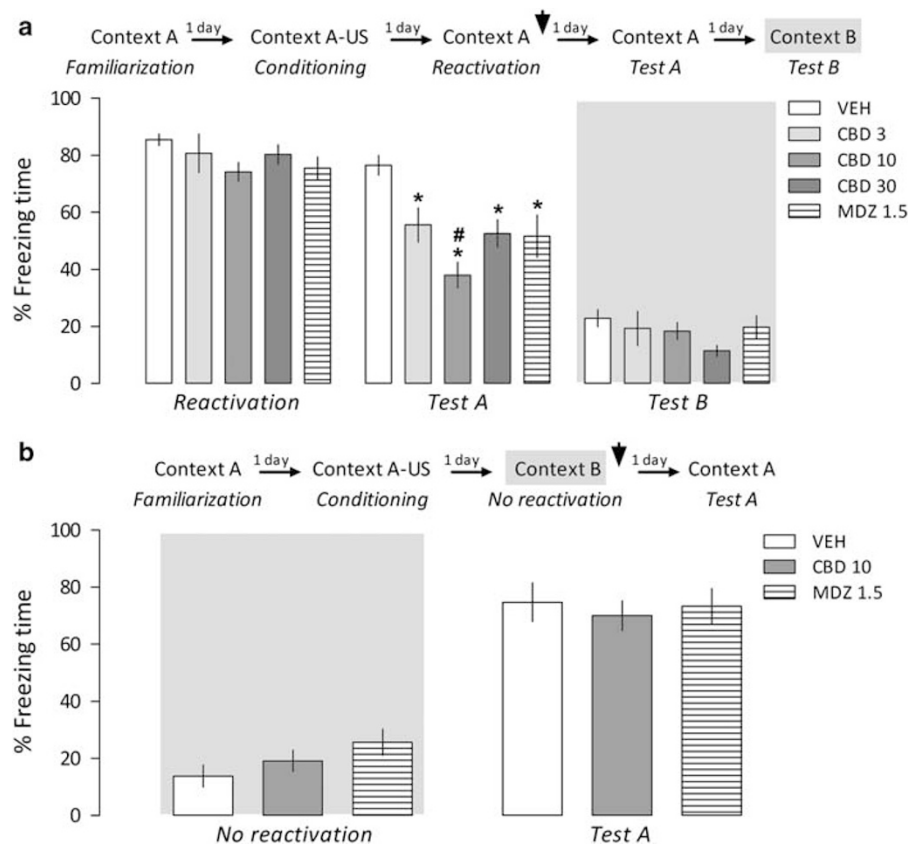 a
Context A 1 day Context A-US 1 day Context A 1 day Context A 1 day Context B
Familiarization Conditioning Reactivation Test A Test B
% Freezing time
100
80
60
40
20
0
* # * * *
VEH
CBD 3
CBD 10
CBD 30
MDZ 1.5
Reactivation Test A Test B
b
Context A 1 day Context A-US 1 day Context B 1 day Context A
Familiarization Conditioning No reactivation Test A
% Freezing time
100
80
60
40
20
0
VEH
CBD 10
MDZ 1.5
No reactivation Test A